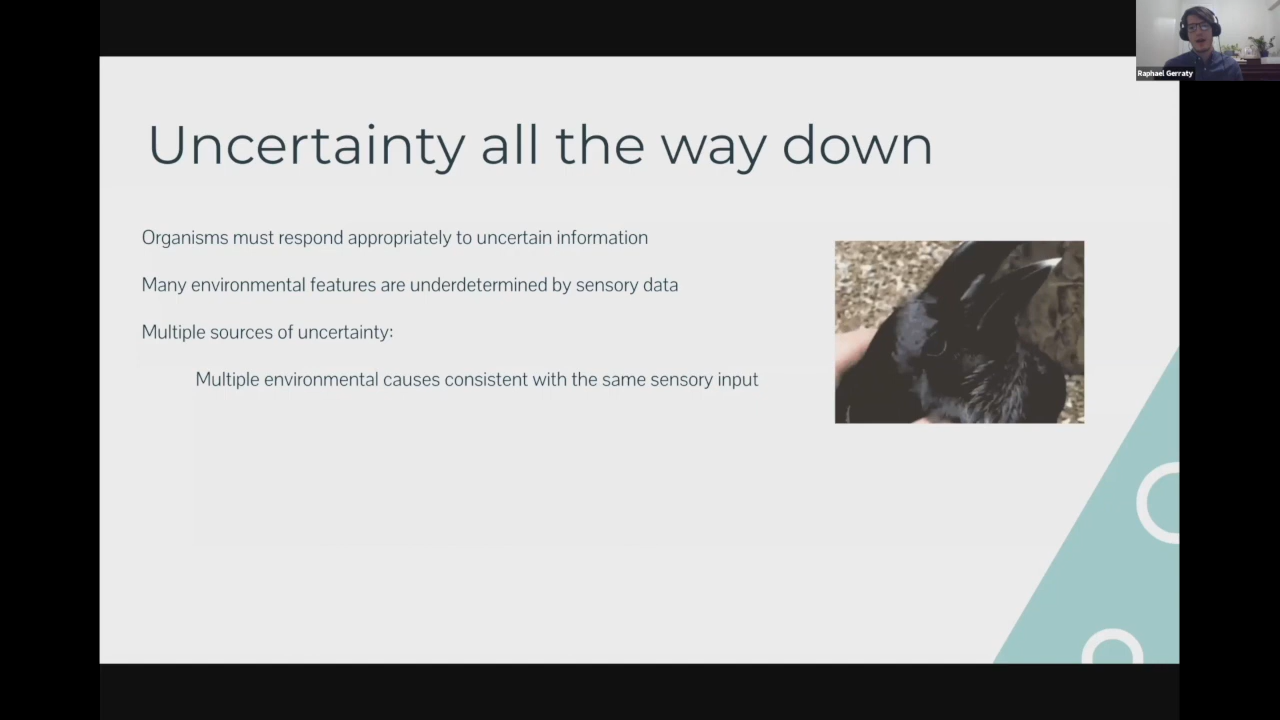 Raphael Gerraty
Uncertainty all the way down
Organisms must respond appropriately to uncertain information
Many environmental features are underdetermined by sensory data
Multiple sources of uncertainty:
Multiple environmental causes consistent with the same sensory input